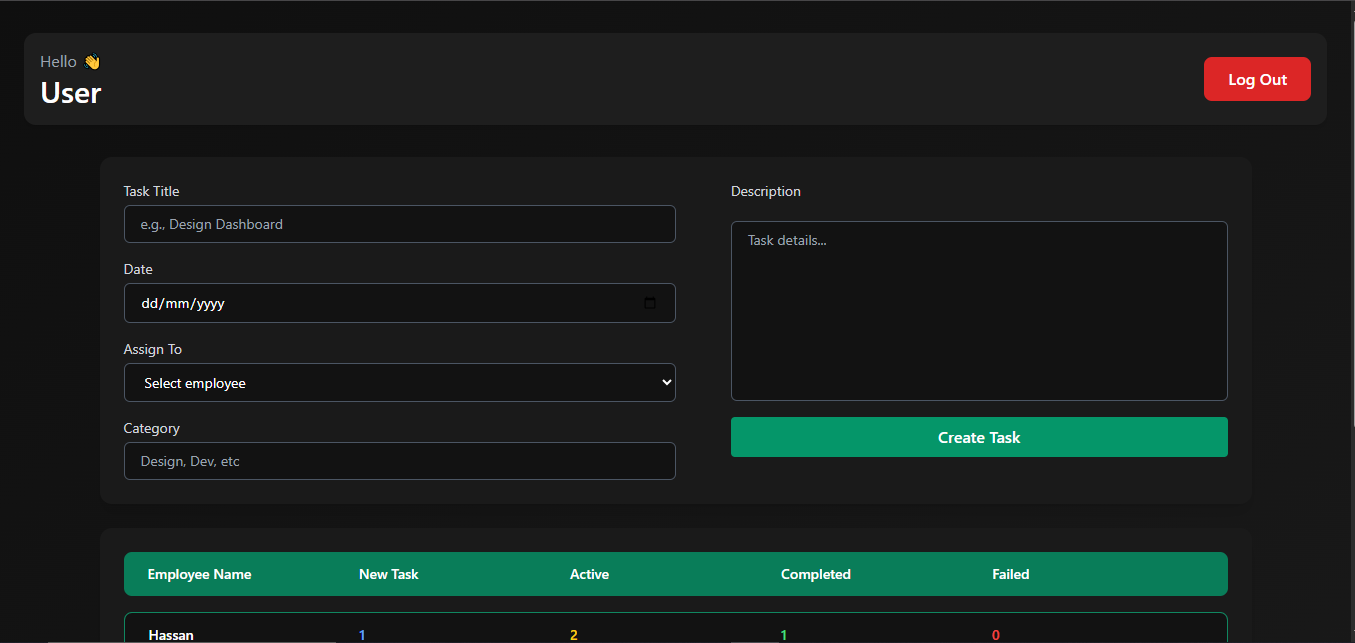 Hello 👋
User
Log Out
Task Title
e.g., Design Dashboard
Date
dd/mm/yyyy
Assign To
Select employee
Category
Design, Dev, etc
Description
Task details...
Create Task
Employee Name New Task Active Completed Failed
Hassan 1 2 1 0